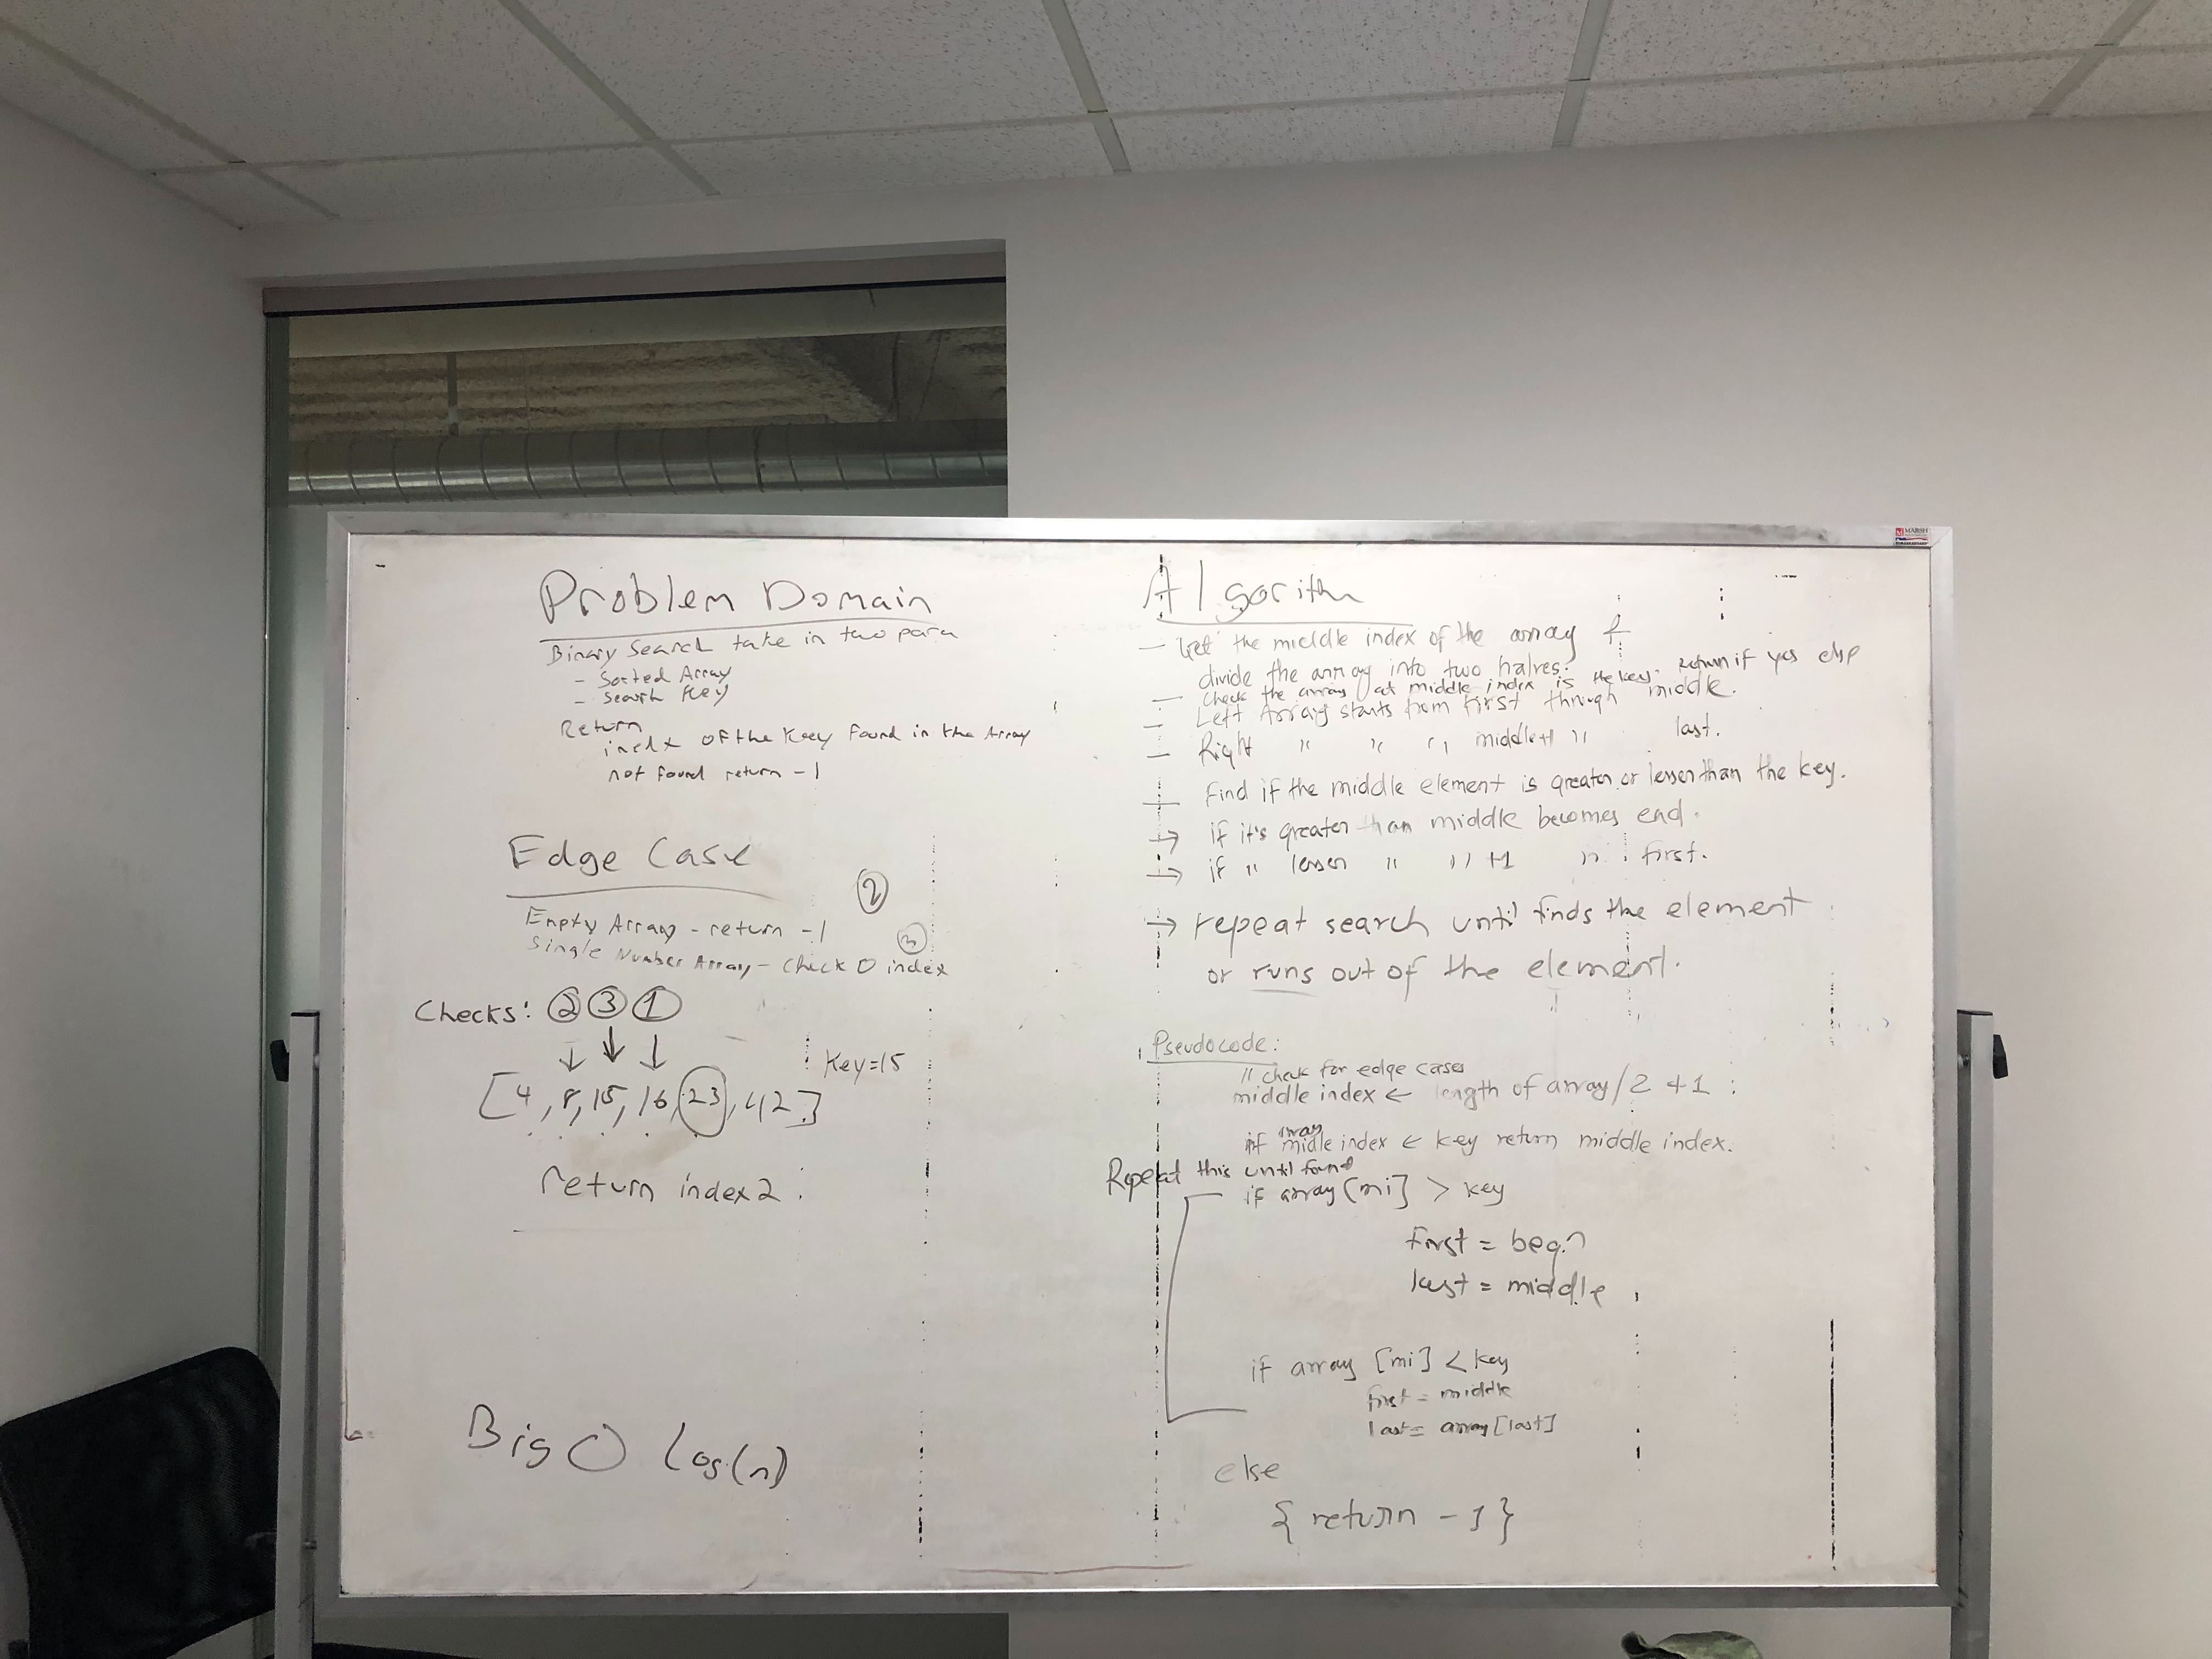 Problem Domain
Binary Search take in two para
- Sorted Array
- Search Key
Return
inedx of the Key Found in the Array
not Found return -1
Edge Case
②
Empty Array - return -1
③
Single Number Array - Check 0 index
Checks: ② ③ ①
Key=15
[4, 8, 15, 16, 23, 42]
return index 2.
Big O Log(n)
MARSH
Algorithm
- Get the middle index of the array &
divide the array into two halves.
- Check the array at middle index is the key. return if yes else
- Left Array starts from first through middle.
- Right " " " middle+1 " last.
- Find if the middle element is greater or lesser than the key.
→ if it's greater than middle becomes end.
→ if " lesser " " +1 " first.
→ repeat search until finds the element
or runs out of the element.
Pseudocode:
// check for edge cases
middle index ← length of array/2 +1
array
if midle index ← key return middle index.
Repeat this until found
if array[mi] > key
first = begn
last = middle
if array [mi] < key
first = middle
last = array[last]
else
{ return -1 }